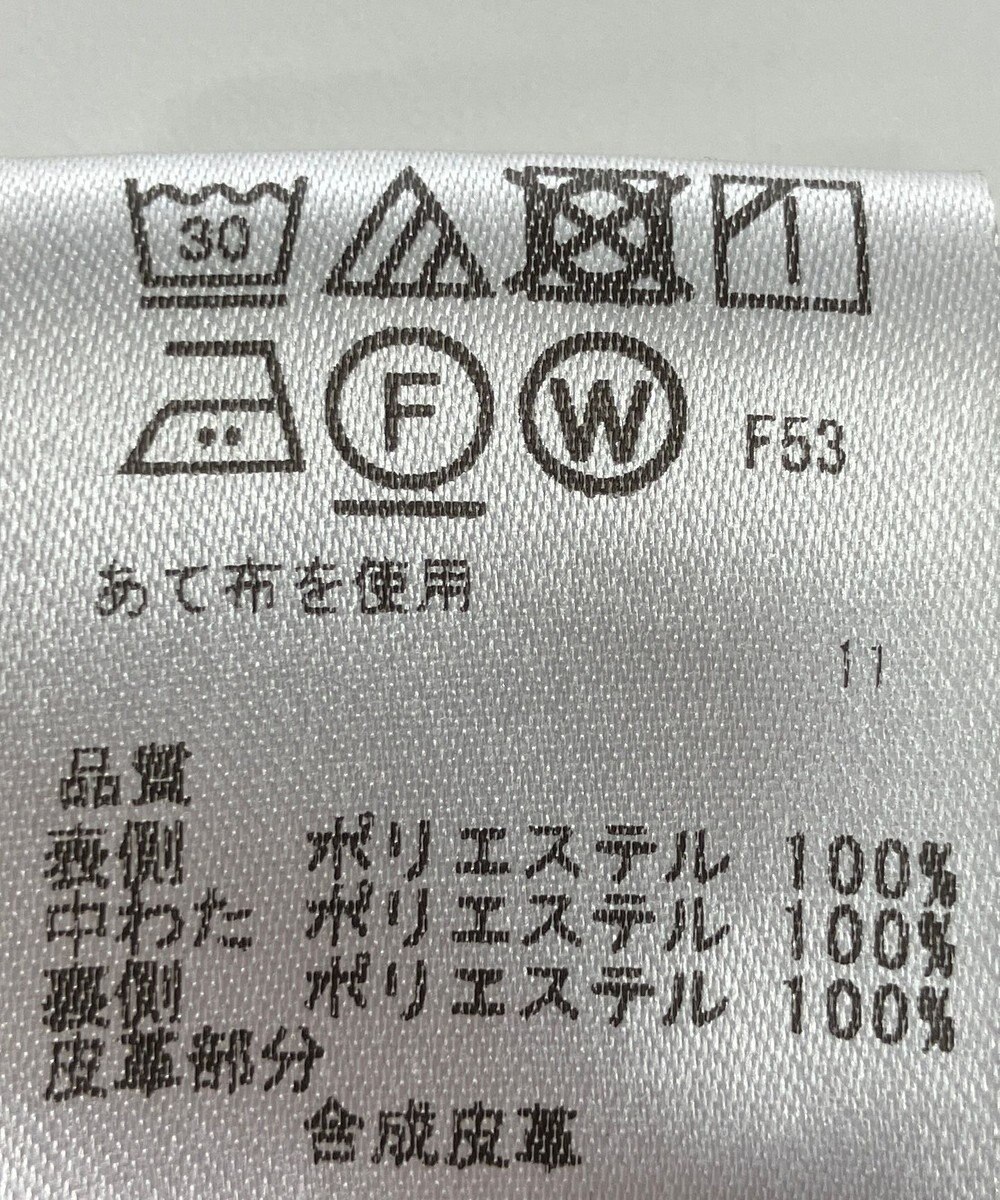 30
F W F53
あて布を使用
11
品質
表側 ポリエステル 100%
中わた ポリエステル 100%
裏側 ポリエステル 100%
皮革部分
合成皮革